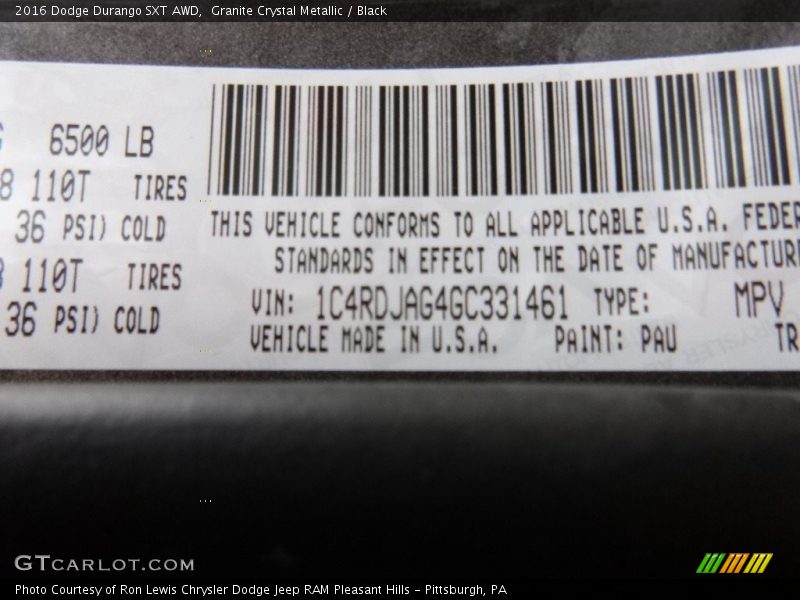 2016 Dodge Durango SXT AWD,  Granite Crystal Metallic / Black
6500 LB
110T TIRES
36 PSI) COLD
110T TIRES
36 PSI) COLD
THIS VEHICLE CONFORMS TO ALL APPLICABLE U.S.A. FEDER
STANDARDS IN EFFECT ON THE DATE OF MANUFACTUR
VIN: 1C4RDJAG4GC331461 TYPE: MPV
VEHICLE MADE IN U.S.A. PAINT: PAU TR
GTCARLOT.COM
Photo Courtesy of Ron Lewis Chrysler Dodge Jeep RAM Pleasant Hills - Pittsburgh, PA